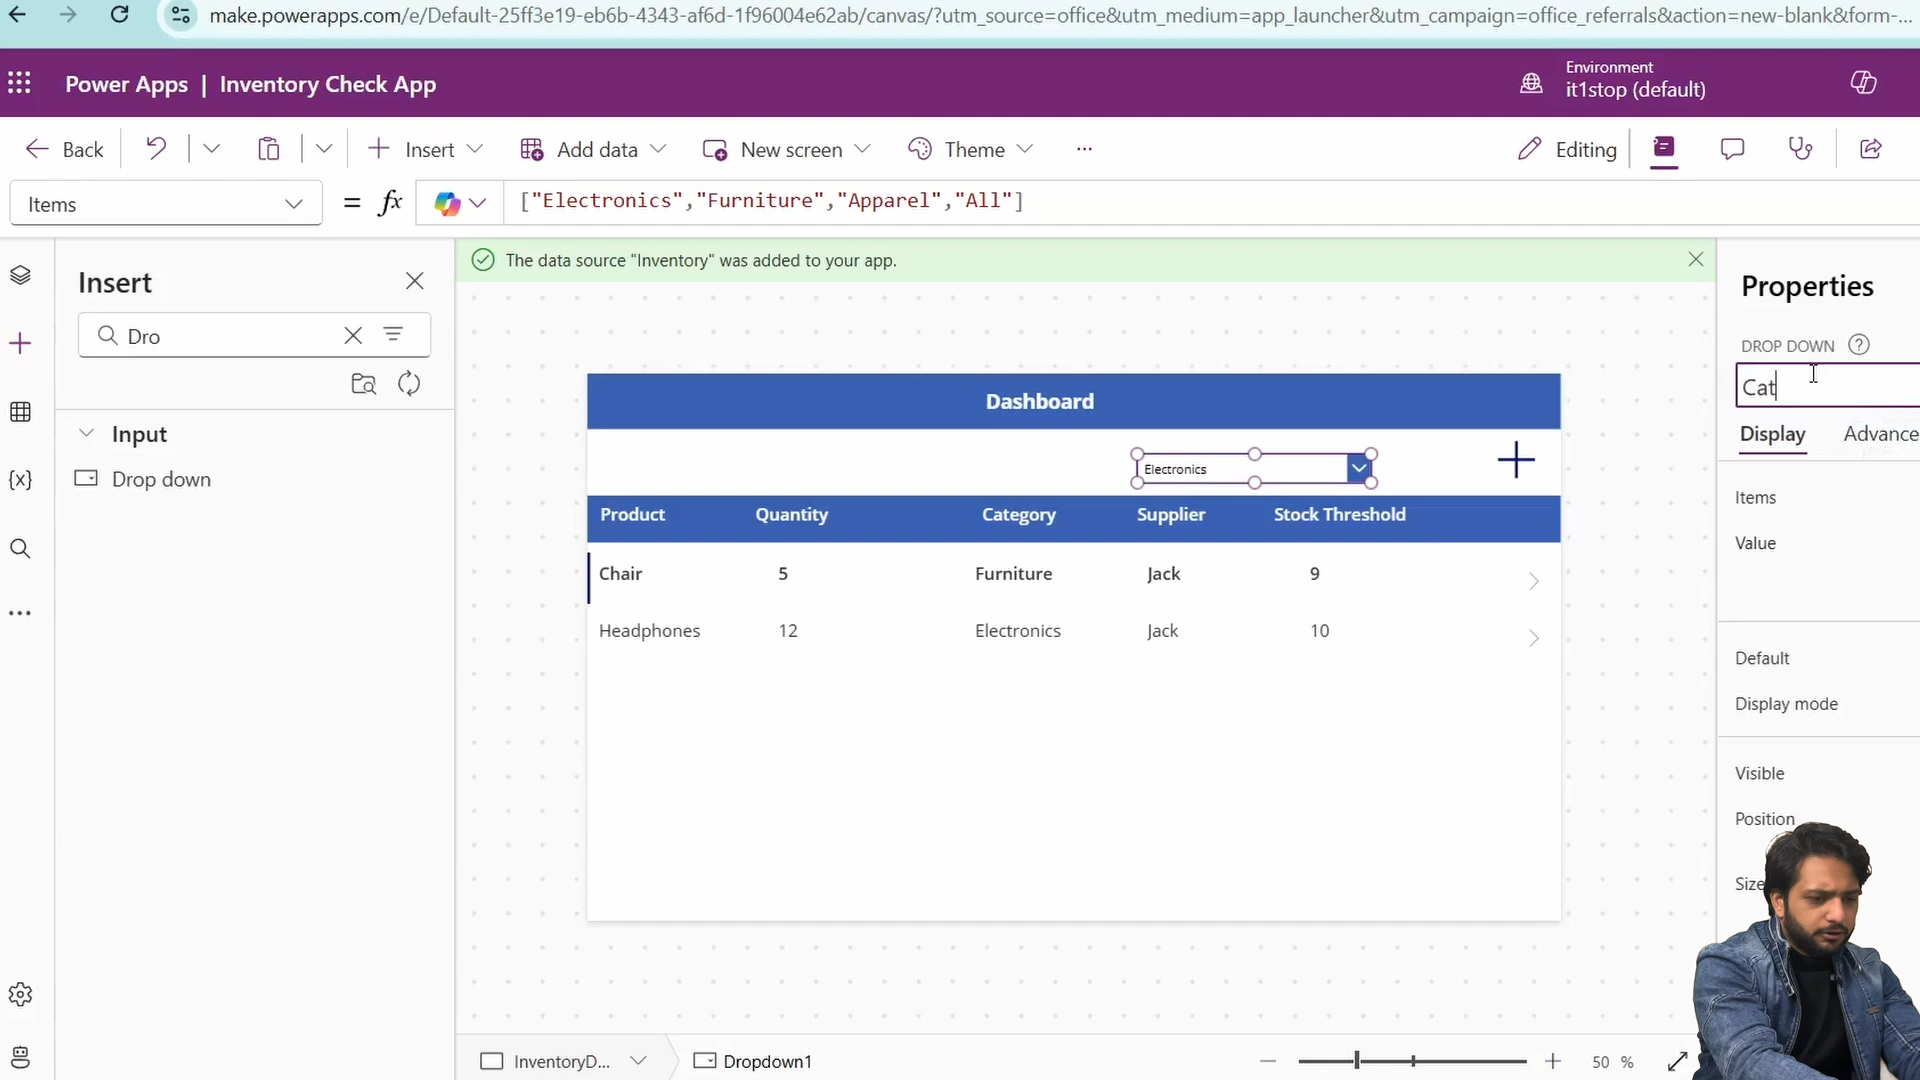 make.powerapps.com/e/Default-25ff3e19-eb6b-4343-af6d-1f96004e62ab/canvas/?utm_source=office&utm_medium=app_launcher&utm_campaign=office_referrals&action=new-blank&form-...
Power Apps | Inventory Check App
Environment
it1stop (default)
Back
Insert
Add data
New screen
Theme
...
Editing
Items
= fx
["Electronics","Furniture","Apparel","All"]
Insert
Dro
Input
Drop down
The data source "Inventory" was added to your app.
Dashboard
Electronics
Product Quantity Category Supplier Stock Threshold
Chair 5 Furniture Jack 9
Headphones 12 Electronics Jack 10
Properties
DROP DOWN
Cat
Display Advance
Items
Value
Default
Display mode
Visible
Position
Size
InventoryD...
Dropdown1
50 %